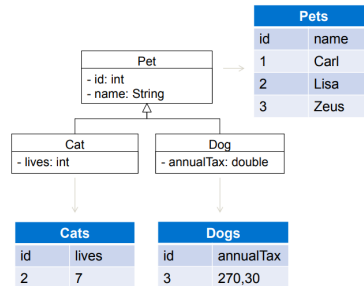 Pets
id name
1 Carl
2 Lisa
3 Zeus
Pet
- id: int
- name: String
Cat
- lives: int
Dog
- annualTax: double
Cats
id lives
2 7
Dogs
id annualTax
3 270,30